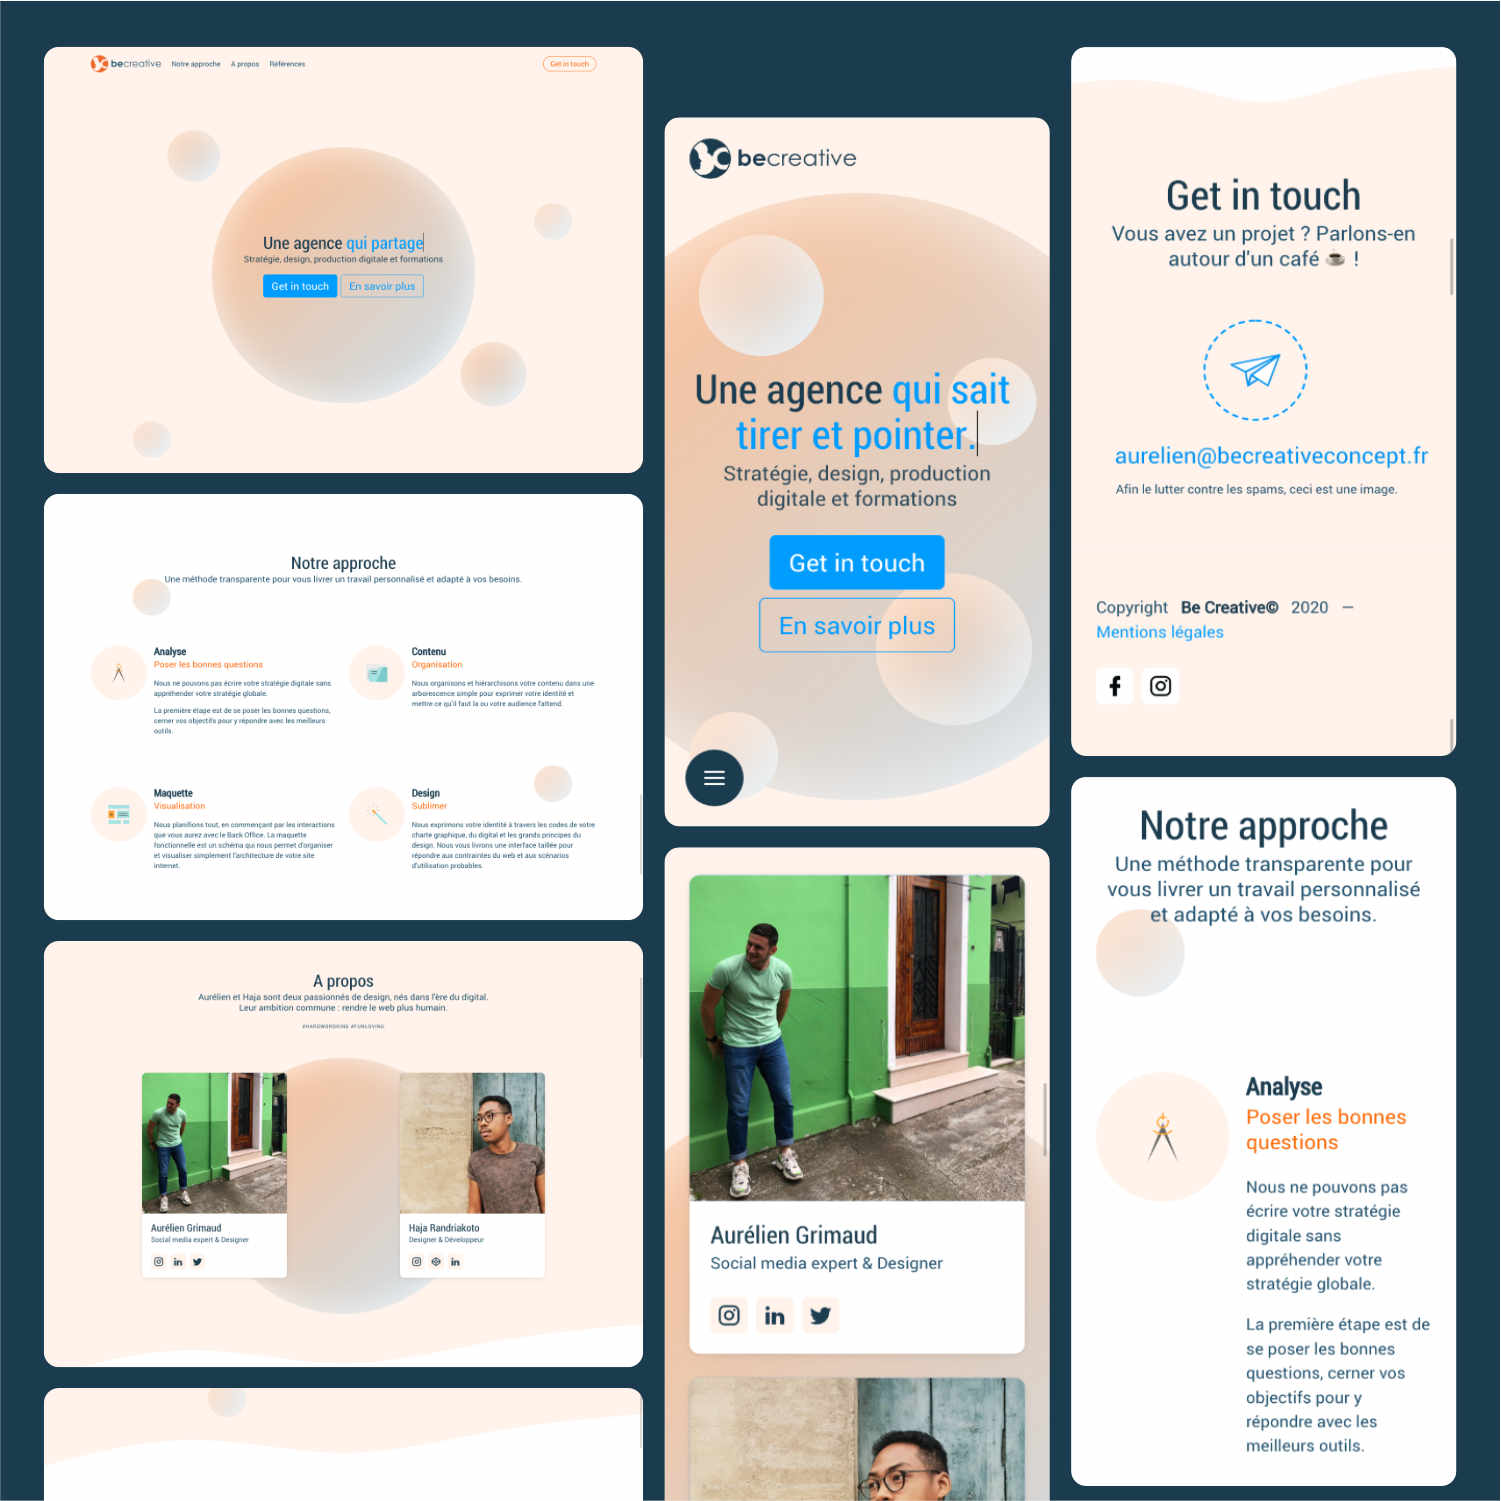 becreative Notre approche A propos Références Get in touch
Une agence qui partage
Stratégie, design, production digitale et formations
Get in touch En savoir plus
Notre approche
Une méthode transparente pour vous livrer un travail personnalisé et adapté à vos besoins.
Analyse
Poser les bonnes questions
Nous ne pouvons pas écrire votre stratégie digitale sans
appréhender votre stratégie globale.
La première étape est de se poser les bonnes questions,
cerner vos objectifs pour y répondre avec les meilleurs
outils.
Contenu
Organisation
Nous organisons et hiérarchisons votre contenu dans une
arborescence simple pour exprimer votre identité et
mettre ce qu'il faut la ou votre audience l'attend.
Maquette
Visualisation
Nous planifions tout, en commençant par les interactions
que vous aurez avec le Back Office. La maquette
fonctionnelle est un schéma qui nous permet d'organiser
et visualiser simplement l'architecture de votre site
internet.
Design
Sublimer
Nous exprimons votre identité à travers les codes de votre
charte graphique, du digital et les grands principes du
design. Nous vous livrons une interface taillée pour
répondre aux contraintes du web et aux scénarios
d'utilisation probables.
A propos
Aurélien et Haja sont deux passionnés de design, nés dans l'ère du digital.
Leur ambition commune : rendre le web plus humain.
Aurélien Grimaud
Social media expert & Designer
Haja Randriakoto
Designer & Développeur
becreative
Une agence qui sait
tirer et pointer.
Stratégie, design, production
digitale et formations
Get in touch
En savoir plus
Aurélien Grimaud
Social media expert & Designer
Get in touch
Vous avez un projet ? Parlons-en
autour d'un café ☕ !
aurelien@becreativeconcept.fr
Afin le lutter contre les spams, ceci est une image.
Copyright Be Creative© 2020 —
Mentions légales
Notre approche
Une méthode transparente pour
vous livrer un travail personnalisé
et adapté à vos besoins.
Analyse
Poser les bonnes
questions
Nous ne pouvons pas
écrire votre stratégie
digitale sans
appréhender votre
stratégie globale.
La première étape est de
se poser les bonnes
questions, cerner vos
objectifs pour y
répondre avec les
meilleurs outils.